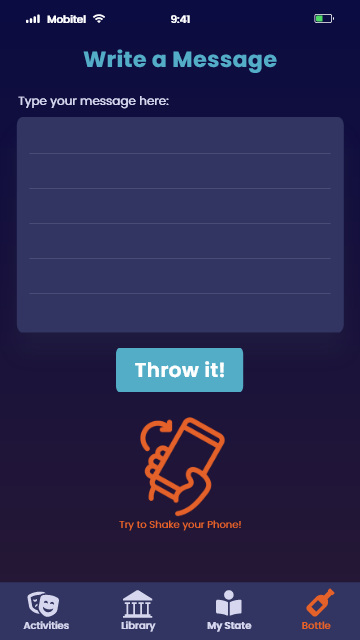 Mobitel 9:41
Write a Message
Type your message here:
Throw it!
Try to Shake your Phone!
Activities Library My State Bottle